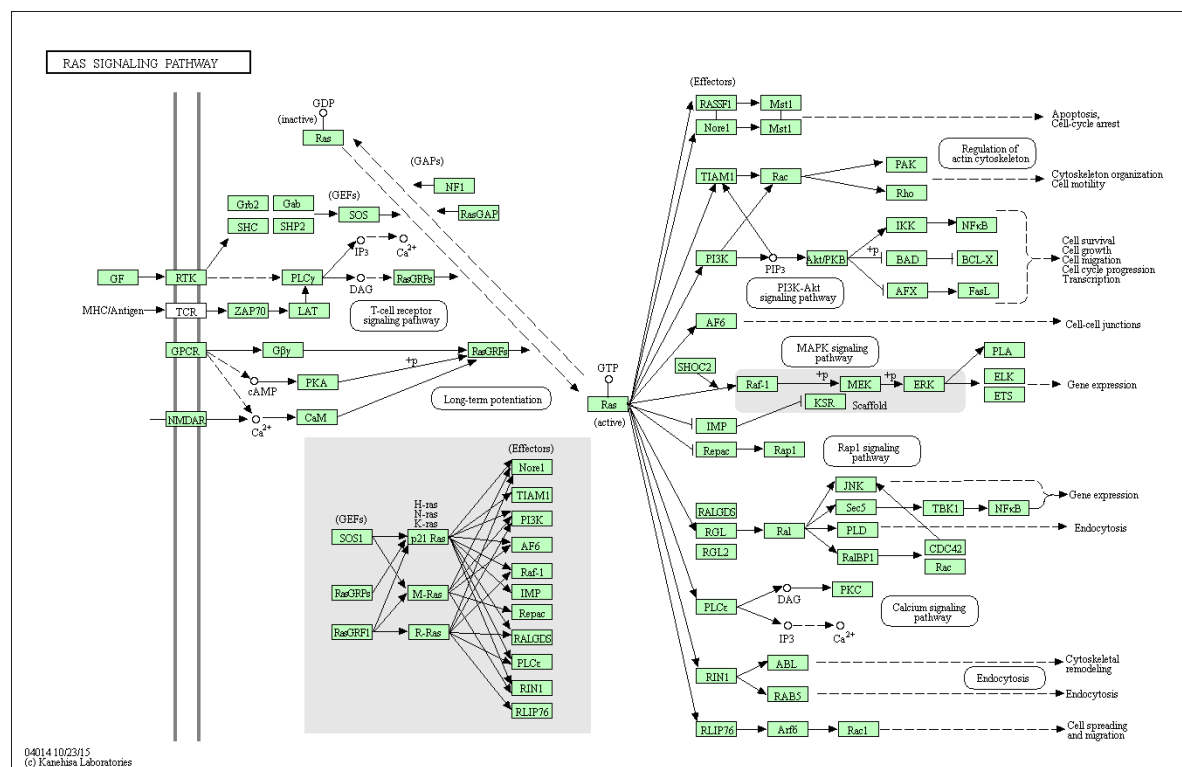 RAS SIGNALING PATHWAY
GDP
(inactive)
Ras
(GAPs)
NF1
RasGAP
(GEFs)
Grb2
Gab
SHC
SHP2
SOS
IP3
Ca2+
GF
RTK
PLCγ
DAG
RasGRPs
MHC/Antigen
TCR
ZAP70
LAT
T-cell receptor
signaling pathway
GPCR
Gβγ
RasGRFs
+p
cAMP
PKA
Long-term potentiation
NMDAR
Ca2+
CaM
GTP
Ras
(active)
(Effectors)
RASSF1
Mst1
Nore1
Mst1
Apoptosis,
Cell-cycle arrest
Regulation of
actin cytoskeleton
TIAM1
Rac
PAK
Rho
Cytoskeleton organization
Cell motility
PI3K
PIP3
Akt/PKB
+p
IKK
NFκB
BAD
BCL-X
AFX
FasL
Cell survival
Cell growth
Cell migration
Cell cycle progression
Transcription
PI3K-Akt
signaling pathway
AF6
Cell-cell junctions
MAPK signaling
pathway
SHOC2
Raf-1
+p
MEK
+p
ERK
PLA
ELK
ETS
Gene expression
KSR
Scaffold
IMP
Repac
Rap1
Rap1 signaling
pathway
RALGDS
RGL
RGL2
Ral
JNK
Sec5
TBK1
NFκB
Gene expression
PLD
Endocytosis
RalBP1
CDC42
Rac
PLCε
DAG
PKC
IP3
Ca2+
Calcium signaling
pathway
RIN1
ABL
Cytoskeletal
remodeling
RAB5
Endocytosis
Endocytosis
RLIP76
Arf6
Rac1
Cell spreading
and migration
(Effectors)
(GEFs)
H-ras
N-ras
K-ras
SOS1
p21 Ras
RasGRPs
M-Ras
RasGRF1
R-Ras
Nore1
TIAM1
PI3K
AF6
Raf-1
IMP
Repac
RALGDS
PLCε
RIN1
RLIP76
04014 10/23/15
(c) Kanehisa Laboratories